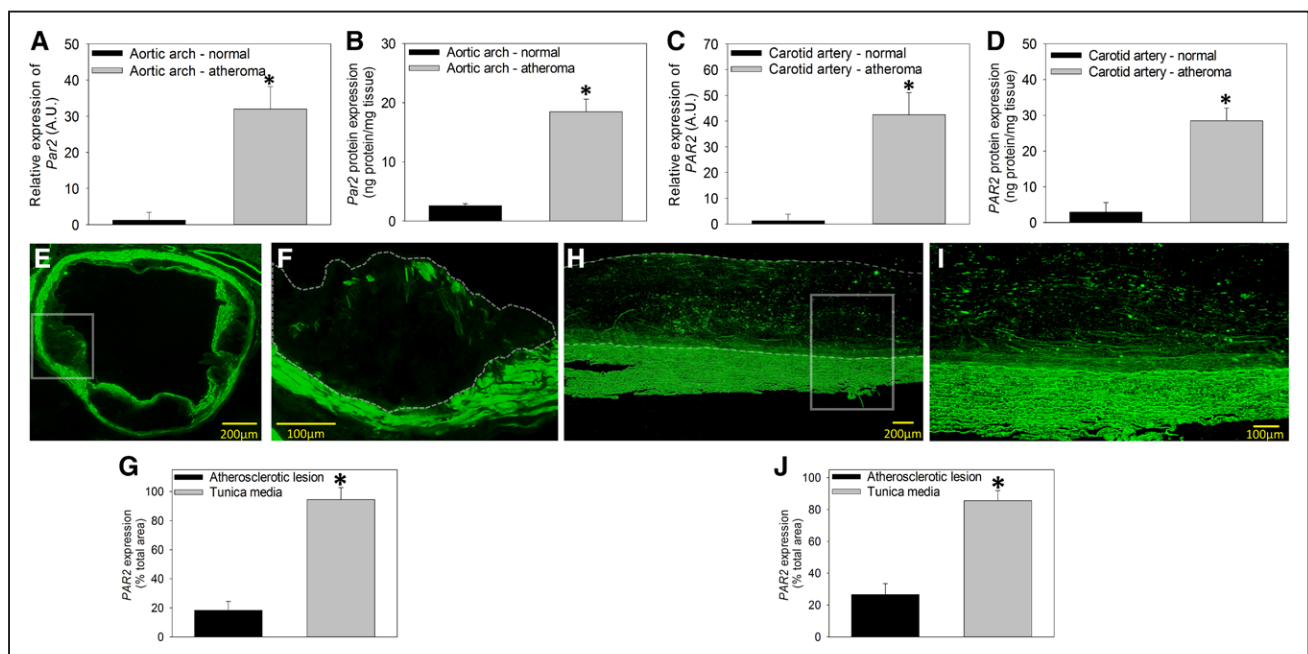 A
50
40
30
20
10
0
Relative expression of
Par2 (A.U.)
Aortic arch - normal
Aortic arch - atheroma
*
B
30
20
10
0
Par2 protein expression
(ng protein/mg tissue)
Aortic arch - normal
Aortic arch - atheroma
*
C
70
60
50
40
30
20
10
0
Relative expression of
PAR2 (A.U.)
Carotid artery - normal
Carotid artery - atheroma
*
D
50
40
30
20
10
0
PAR2 protein expression
(ng protein/mg tissue)
Carotid artery - normal
Carotid artery - atheroma
*
E
200µm
F
100µm
H
200µm
I
100µm
G
100
80
60
40
20
0
PAR2 expression
(% total area)
Atherosclerotic lesion
Tunica media
*
J
100
80
60
40
20
0
PAR2 expression
(% total area)
Atherosclerotic lesion
Tunica media
*